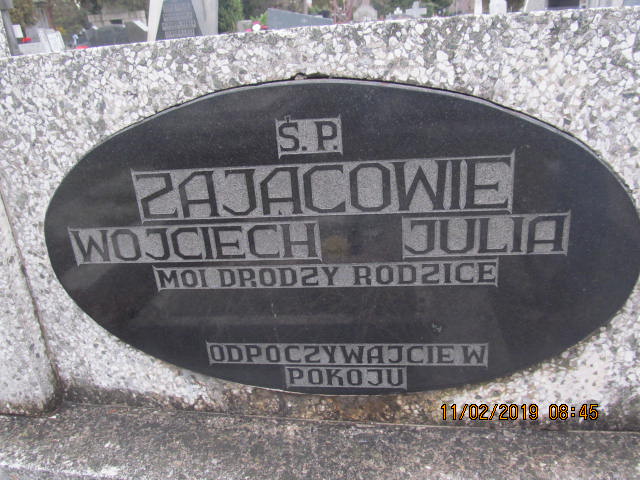 Ś.P.
ZAJĄCOWIE
WOJCIECH JULIA
MOI DRODZY RODZICE
ODPOCZYWAJCIE W
POKOJU
11/02/2019 08:45